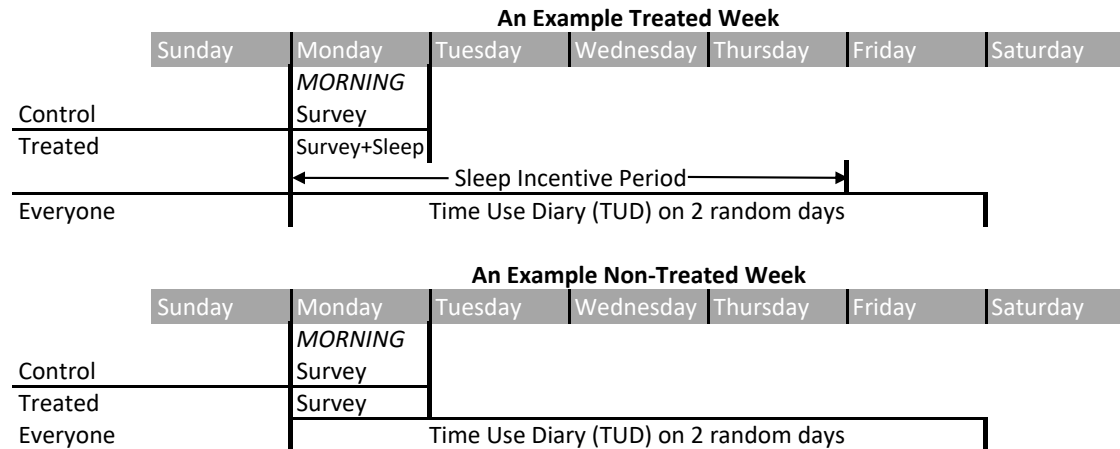 An Example Treated Week
Sunday Monday Tuesday Wednesday Thursday Friday Saturday
MORNING
Control Survey
Treated Survey+Sleep
Sleep Incentive Period
Everyone Time Use Diary (TUD) on 2 random days
An Example Non-Treated Week
Sunday Monday Tuesday Wednesday Thursday Friday Saturday
MORNING
Control Survey
Treated Survey
Everyone Time Use Diary (TUD) on 2 random days